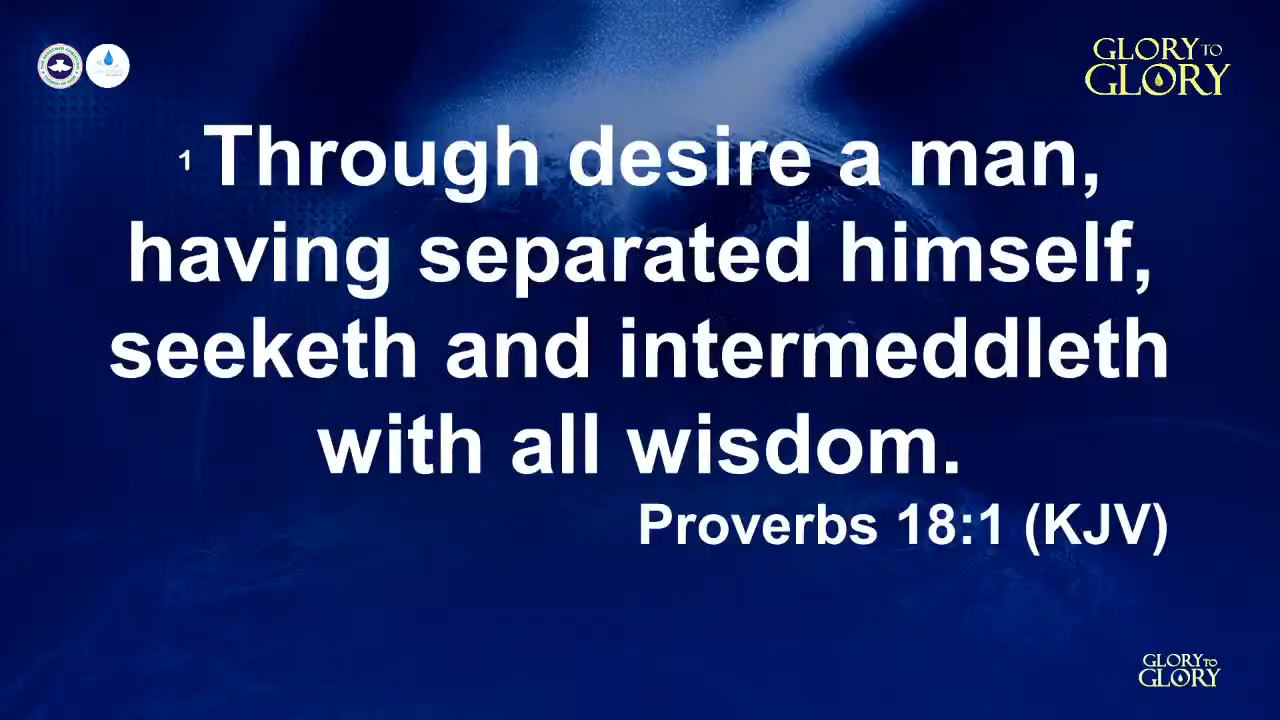 GLORY TO
GLORY
1 Through desire a man,
having separated himself,
seeketh and intermeddleth
with all wisdom.
Proverbs 18:1 (KJV)
GLORY TO
GLORY